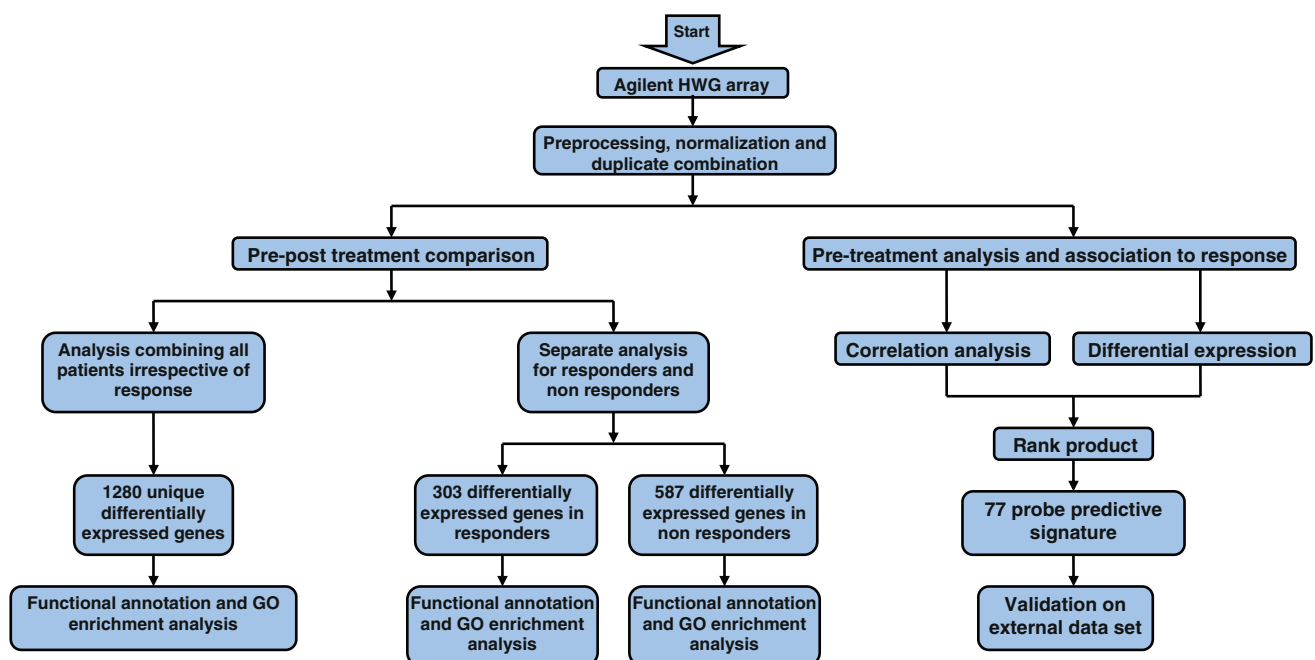 Start
Agilent HWG array
Preprocessing, normalization and
duplicate combination
Pre-post treatment comparison
Pre-treatment analysis and association to response
Analysis combining all
patients irrespective of
response
Separate analysis
for responders and
non responders
Correlation analysis
Differential expression
Rank product
1280 unique
differentially
expressed genes
303 differentially
expressed genes in
responders
587 differentially
expressed genes in
non responders
77 probe predictive
signature
Functional annotation and GO
enrichment analysis
Functional annotation
and GO enrichment
analysis
Functional annotation
and GO enrichment
analysis
Validation on
external data set